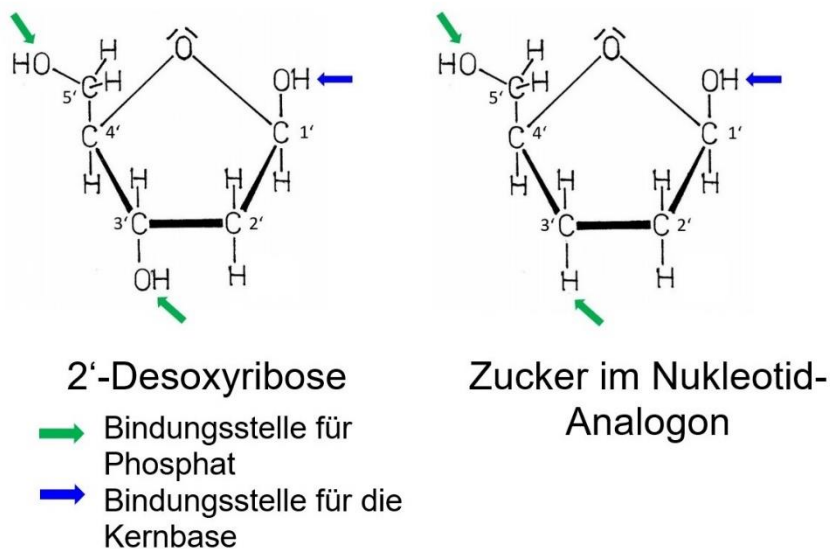 HO H O OH
5' C H
C 4' C 1'
H H H H
3' C C 2'
OH H
HO H O OH
5' C H
C 4' C 1'
H H H H
3' C C 2'
H H
2‘-Desoxyribose
Bindungsstelle für
Phosphat
Bindungsstelle für die
Kernbase
Zucker im Nukleotid-
Analogon